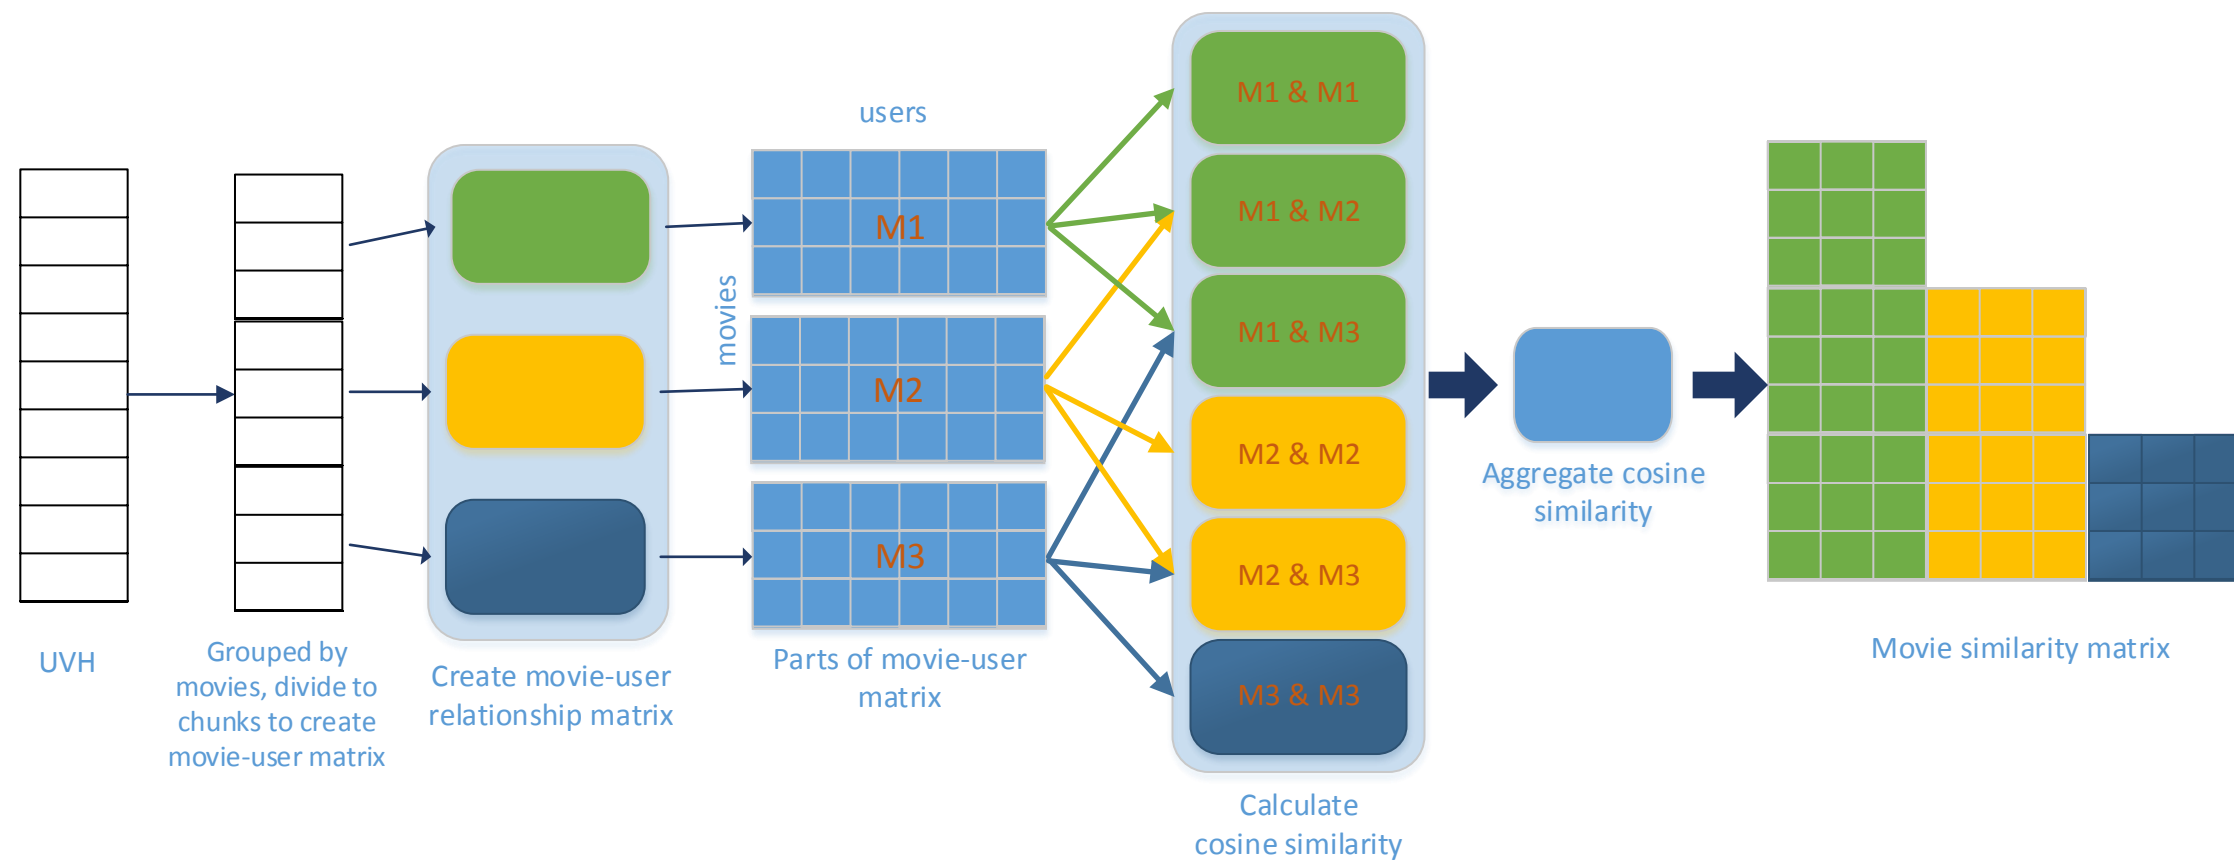 UVH
Grouped by
movies, divide to
chunks to create
movie-user matrix
Create movie-user
relationship matrix
users
movies
M1
M2
M3
Parts of movie-user
matrix
M1 & M1
M1 & M2
M1 & M3
M2 & M2
M2 & M3
M3 & M3
Calculate
cosine similarity
Aggregate cosine
similarity
Movie similarity matrix